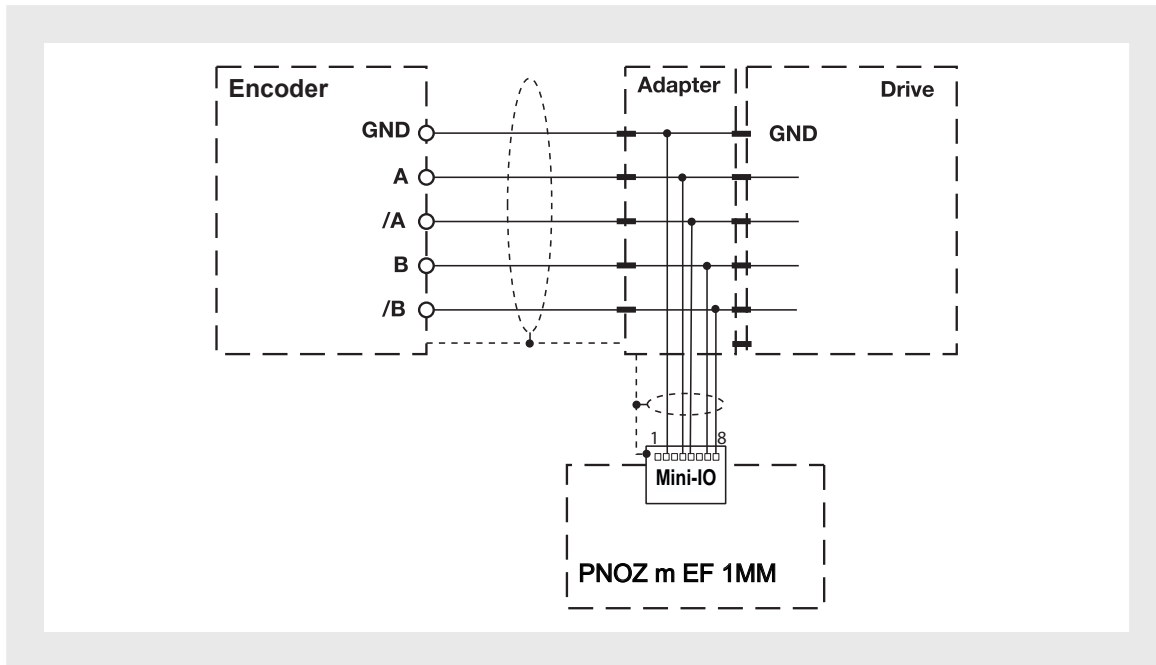 Encoder
Adapter
Drive
GND
GND
A
/A
B
/B
1
8
Mini-IO
PNOZ m EF 1MM